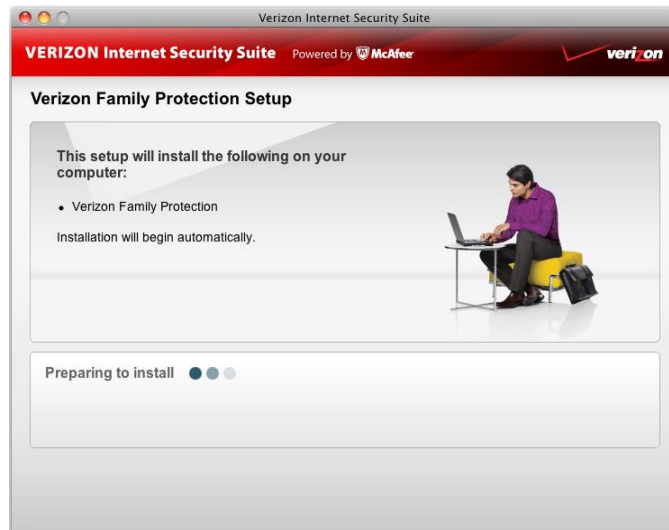 Verizon Internet Security Suite
VERIZON Internet Security Suite Powered by McAfee verizon
Verizon Family Protection Setup
This setup will install the following on your
computer:
• Verizon Family Protection
Installation will begin automatically.
Preparing to install